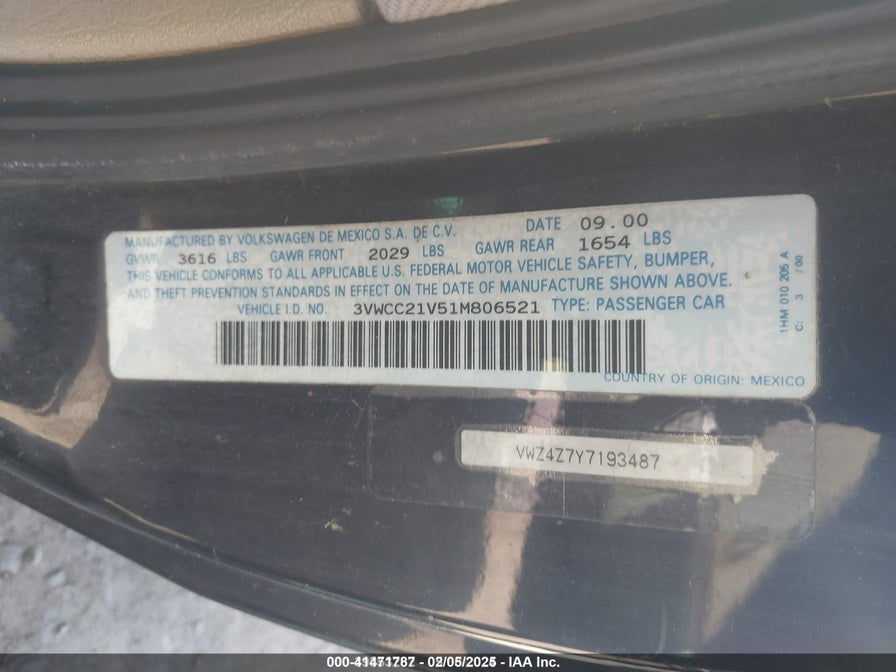 MANUFACTURED BY VOLKSWAGEN DE MEXICO S.A. DE C.V. DATE 09.00
GVWR 3616 LBS GAWR FRONT 2029 LBS GAWR REAR 1654 LBS
THIS VEHICLE CONFORMS TO ALL APPLICABLE U.S. FEDERAL MOTOR VEHICLE SAFETY, BUMPER,
AND THEFT PREVENTION STANDARDS IN EFFECT ON THE DATE OF MANUFACTURE SHOWN ABOVE.
VEHICLE I.D. NO. 3VWCC21V51M806521 TYPE: PASSENGER CAR
COUNTRY OF ORIGIN: MEXICO
1HM 010 206 A
C: 3 / 00
VWZ4Z7Y7193487
000-41471787 - 02/05/2025 - IAA Inc.